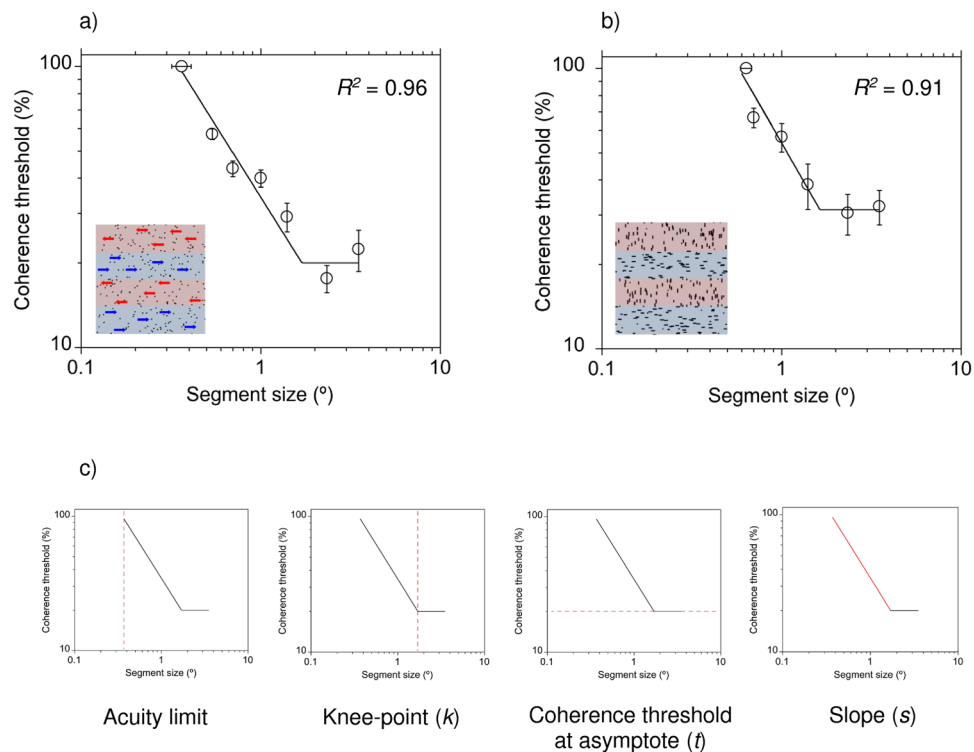 a)
R² = 0.96
100
10
Coherence threshold (%)
0.1
1
10
Segment size (º)
b)
R² = 0.91
100
10
Coherence threshold (%)
0.1
1
10
Segment size (º)
c)
100
10
Coherence threshold (%)
0.1
1
10
Segment size (º)
Acuity limit
100
10
Coherence threshold (%)
0.1
1
10
Segment size (º)
Knee-point (k)
100
10
Coherence threshold (%)
0.1
1
10
Segment size (º)
Coherence threshold
at asymptote (t)
100
10
Coherence threshold (%)
0.1
1
10
Segment size (º)
Slope (s)